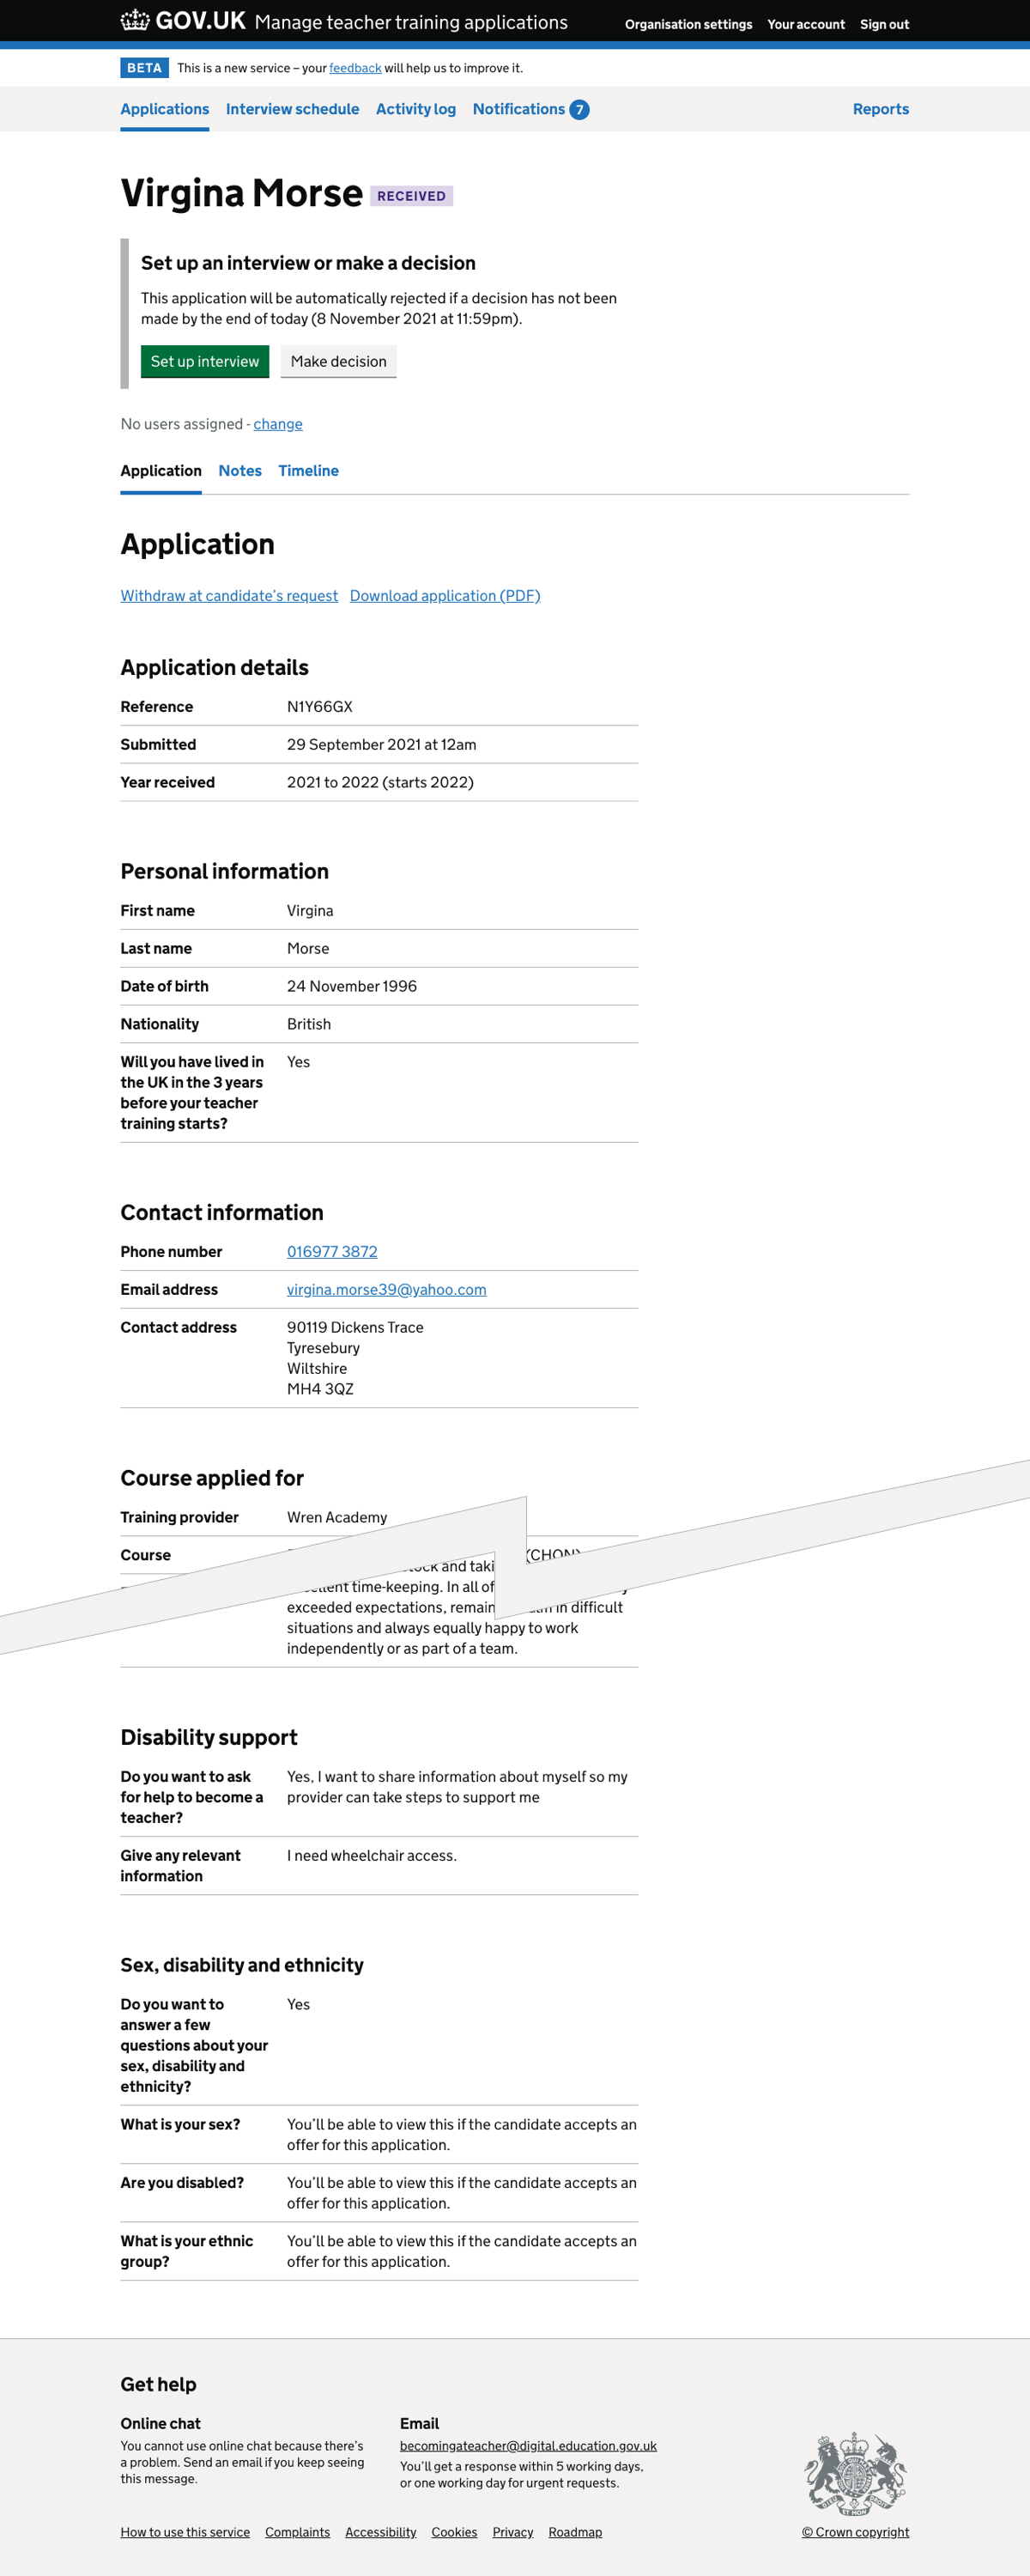 GOV.UK Manage teacher training applications Organisation settings Your account Sign out
BETA This is a new service – your feedback will help us to improve it.
Applications Interview schedule Activity log Notifications 7 Reports
Virgina Morse RECEIVED
Set up an interview or make a decision
This application will be automatically rejected if a decision has not been
made by the end of today (8 November 2021 at 11:59pm).
Set up interview Make decision
No users assigned - change
Application Notes Timeline
Application
Withdraw at candidate’s request Download application (PDF)
Application details
Reference N1Y66GX
Submitted 29 September 2021 at 12am
Year received 2021 to 2022 (starts 2022)
Personal information
First name Virgina
Last name Morse
Date of birth 24 November 1996
Nationality British
Will you have lived in Yes
the UK in the 3 years
before your teacher
training starts?
Contact information
Phone number 016977 3872
Email address virgina.morse39@yahoo.com
Contact address 90119 Dickens Trace
Tyresebury
Wiltshire
MH4 3QZ
Course applied for
Training provider Wren Academy
Course
and
time-keeping. In all of
exceeded expectations, in difficult
situations and always equally happy to work
independently or as part of a team.
Disability support
Do you want to ask Yes, I want to share information about myself so my
for help to become a provider can take steps to support me
teacher?
Give any relevant I need wheelchair access.
information
Sex, disability and ethnicity
Do you want to Yes
answer a few
questions about your
sex, disability and
ethnicity?
What is your sex? You’ll be able to view this if the candidate accepts an
offer for this application.
Are you disabled? You’ll be able to view this if the candidate accepts an
offer for this application.
What is your ethnic You’ll be able to view this if the candidate accepts an
group? offer for this application.
Get help
Online chat Email
You cannot use online chat because there’s becomingateacher@digital.education.gov.uk
a problem. Send an email if you keep seeing You’ll get a response within 5 working days,
this message. or one working day for urgent requests.
How to use this service Complaints Accessibility Cookies Privacy Roadmap © Crown copyright